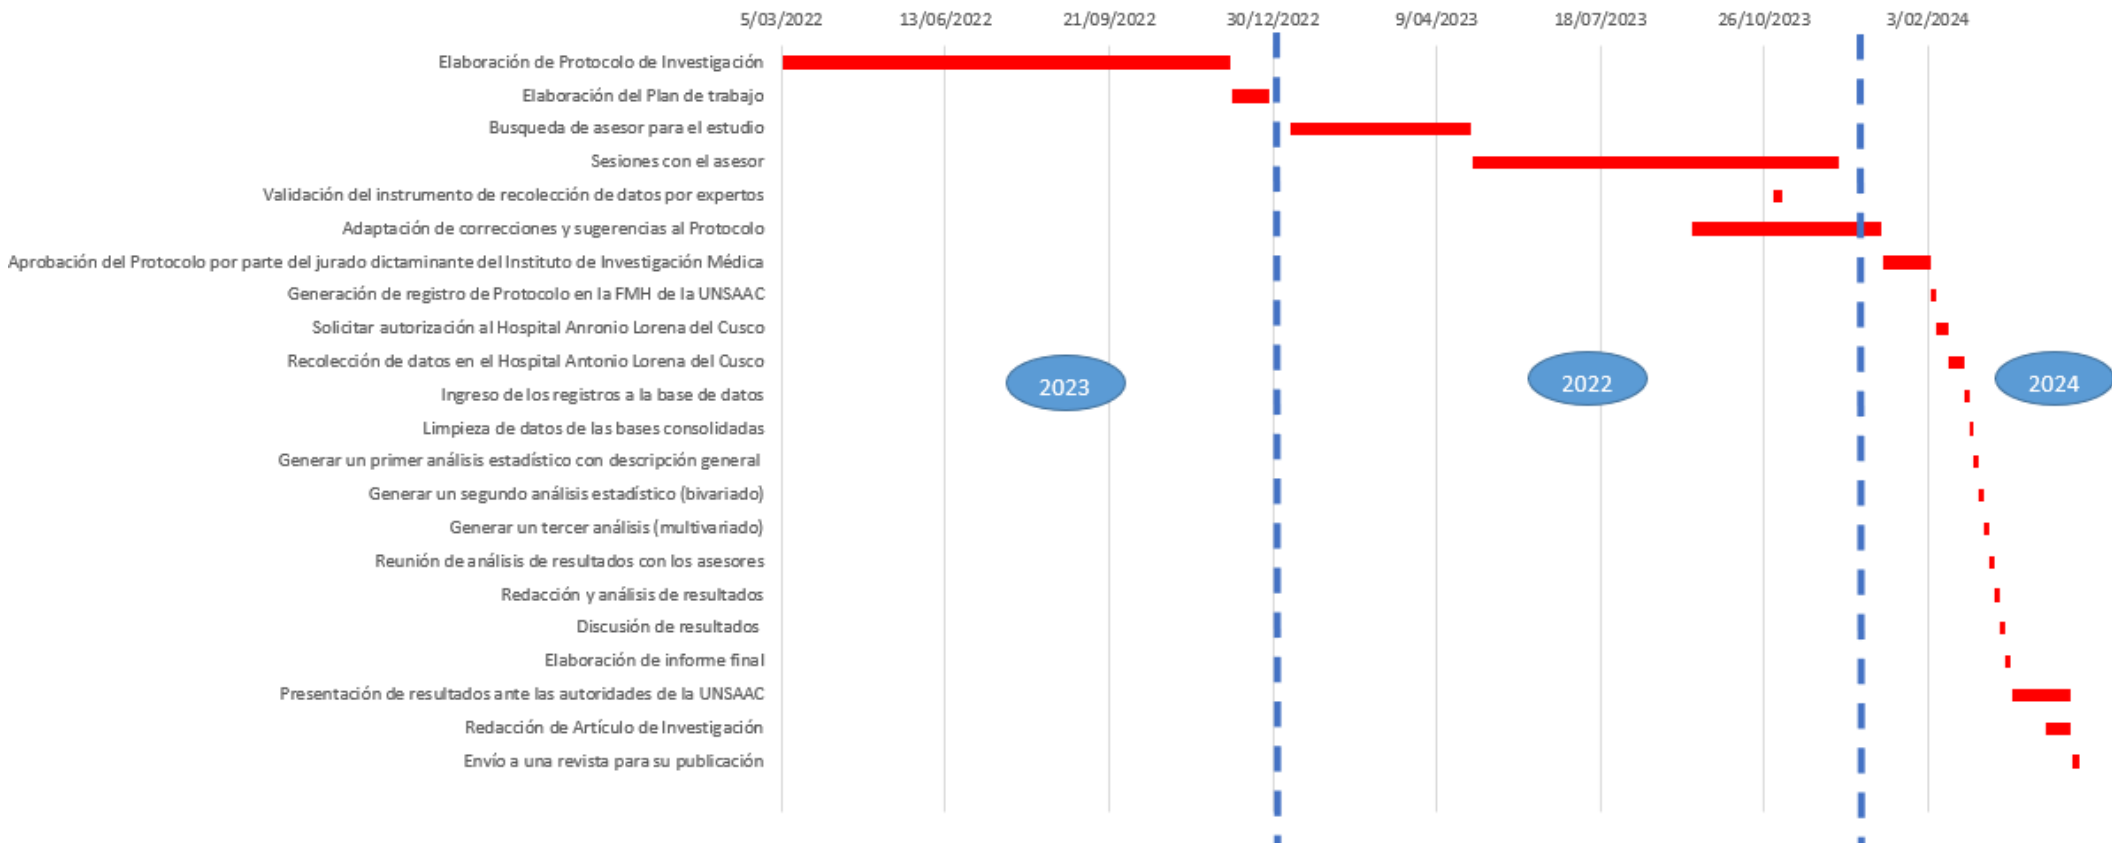 5/03/2022 13/06/2022 21/09/2022 30/12/2022 9/04/2023 18/07/2023 26/10/2023 3/02/2024
Elaboración de Protocolo de Investigación
Elaboración del Plan de trabajo
Busqueda de asesor para el estudio
Sesiones con el asesor
Validación del instrumento de recolección de datos por expertos
Adaptación de correcciones y sugerencias al Protocolo
Aprobación del Protocolo por parte del jurado dictaminante del Instituto de Investigación Médica
Generación de registro de Protocolo en la FMH de la UNSAAC
Solicitar autorización al Hospital Anronio Lorena del Cusco
Recolección de datos en el Hospital Antonio Lorena del Cusco
2023 2022 2024
Ingreso de los registros a la base de datos
Limpieza de datos de las bases consolidadas
Generar un primer análisis estadístico con descripción general
Generar un segundo análisis estadístico (bivariado)
Generar un tercer análisis (multivariado)
Reunión de análisis de resultados con los asesores
Redacción y análisis de resultados
Discusión de resultados
Elaboración de informe final
Presentación de resultados ante las autoridades de la UNSAAC
Redacción de Artículo de Investigación
Envío a una revista para su publicación